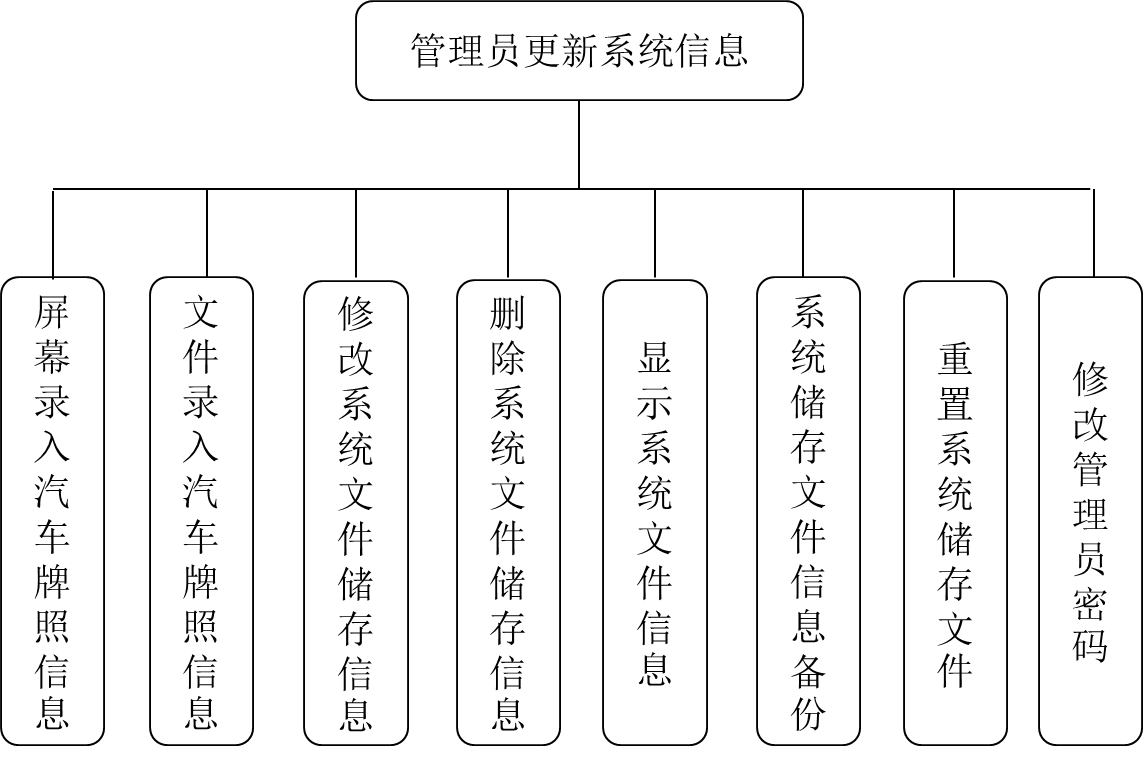 管理员更新系统信息
屏幕录入汽车牌照信息
文件录入汽车牌照信息
修改系统文件储存信息
删除系统文件储存信息
显示系统文件信息
系统储存文件信息备份
重置系统储存文件
修改管理员密码